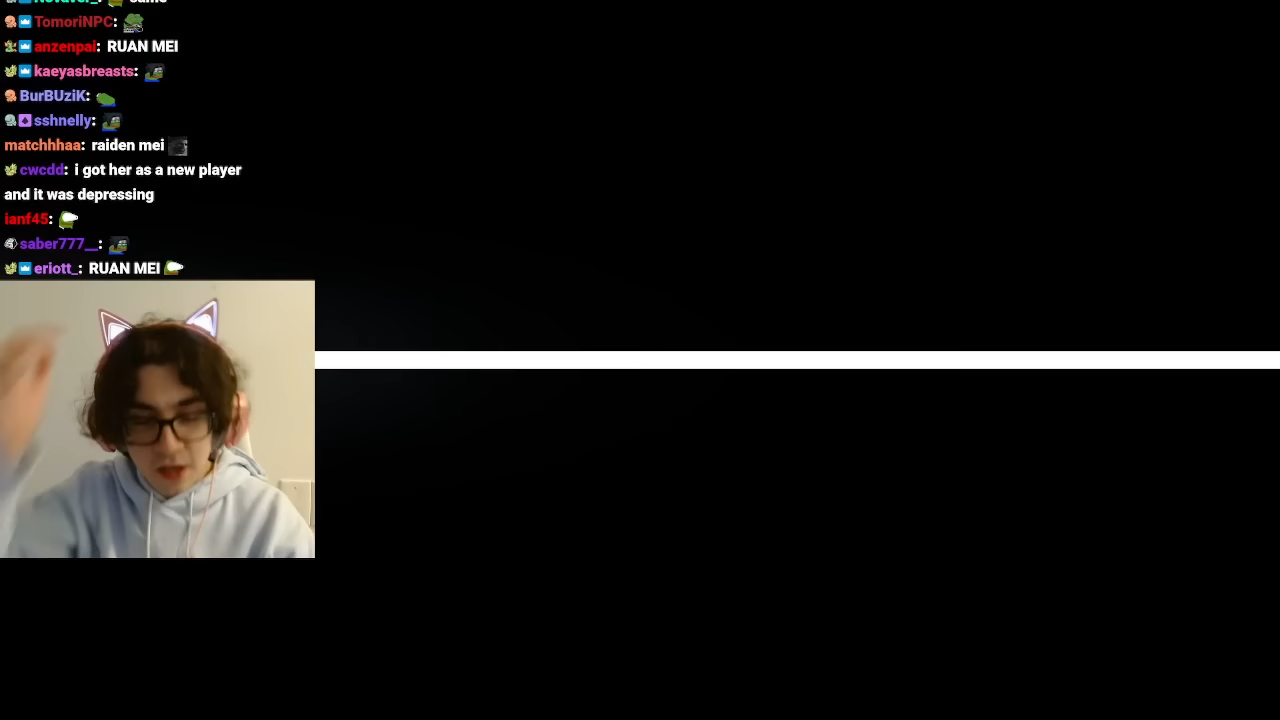 TomoriNPC:
anzenpai: RUAN MEI
kaeyasbreasts:
BurBUziK:
sshnelly:
matchhhaa: raiden mei
cwcdd: i got her as a new player
and it was depressing
ianf45:
saber777__:
eriott_: RUAN MEI